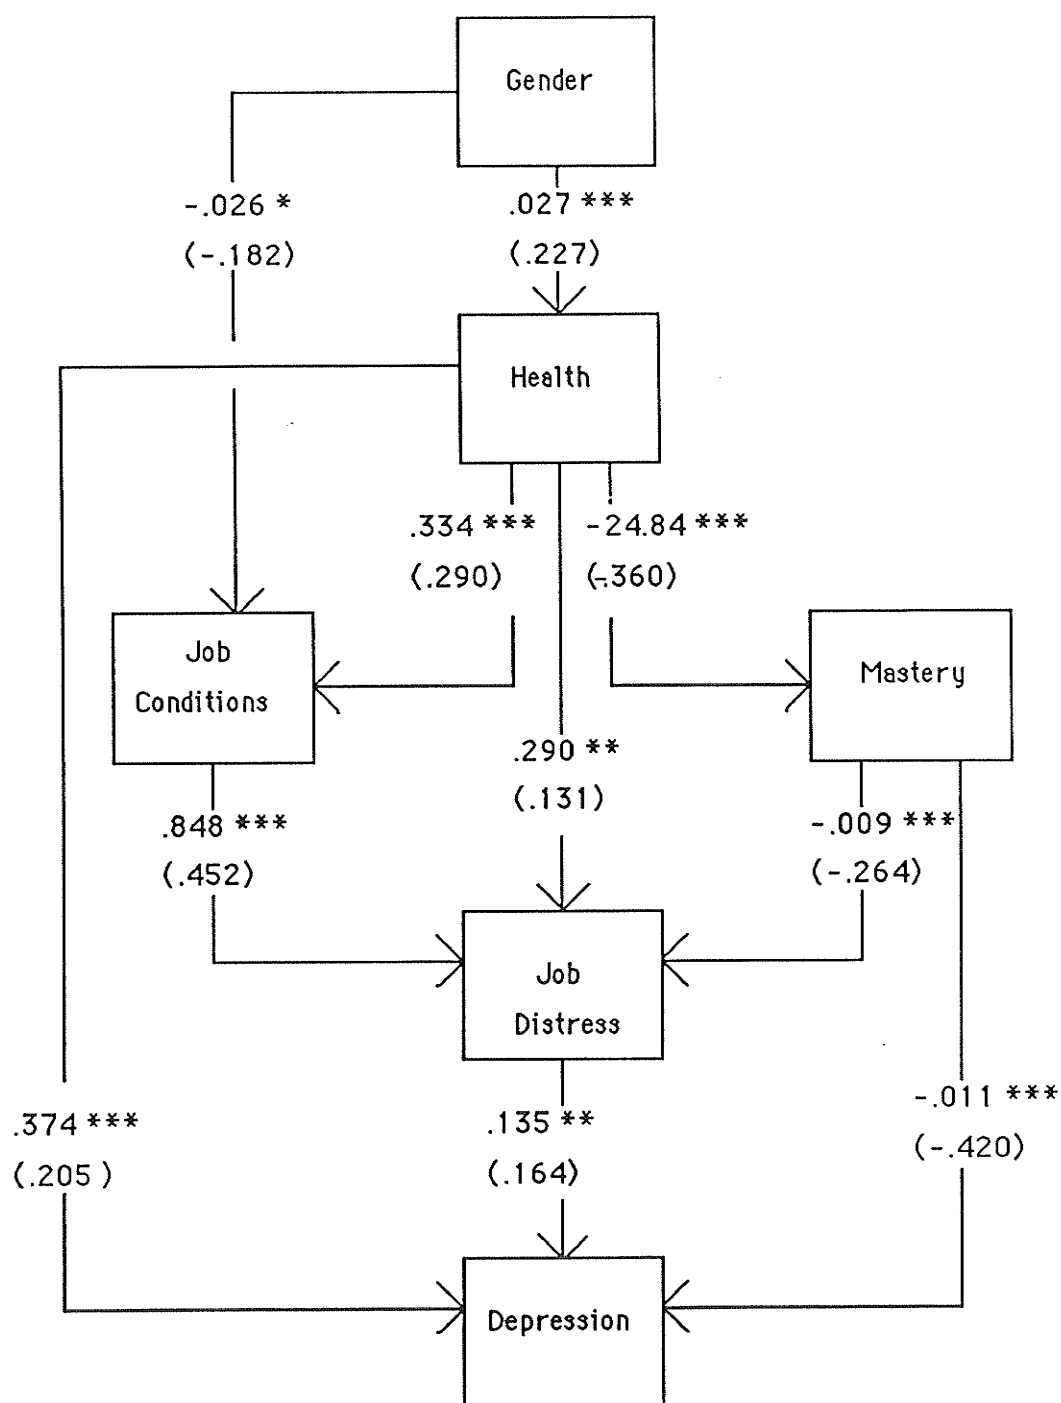 Gender
-.026 *
(-.182)
.027 ***
(.227)
Health
.334 ***
(.290)
-24.84 ***
(-.360)
Job
Conditions
Mastery
.290 **
(.131)
.848 ***
(.452)
-.009 ***
(-.264)
Job
Distress
.374 ***
(.205 )
.135 **
(.164)
-.011 ***
(-.420)
Depression